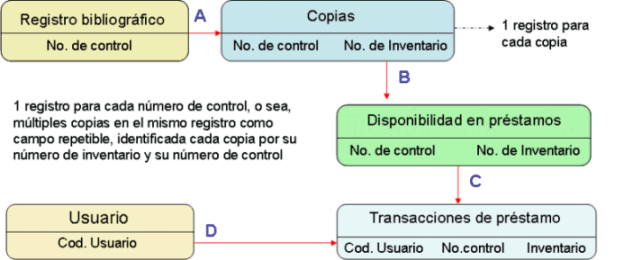 Registro bibliográfico
No. de control
A
Copias
No. de control No. de Inventario
1 registro para
cada copia
B
1 registro para cada número de control, o sea,
múltiples copias en el mismo registro como
campo repetible, identificada cada copia por su
número de inventario y su número de control
Disponibilidad en préstamos
No. de control No. de Inventario
C
Usuario
Cod. Usuario
D
Transacciones de préstamo
Cod. Usuario No.control Inventario